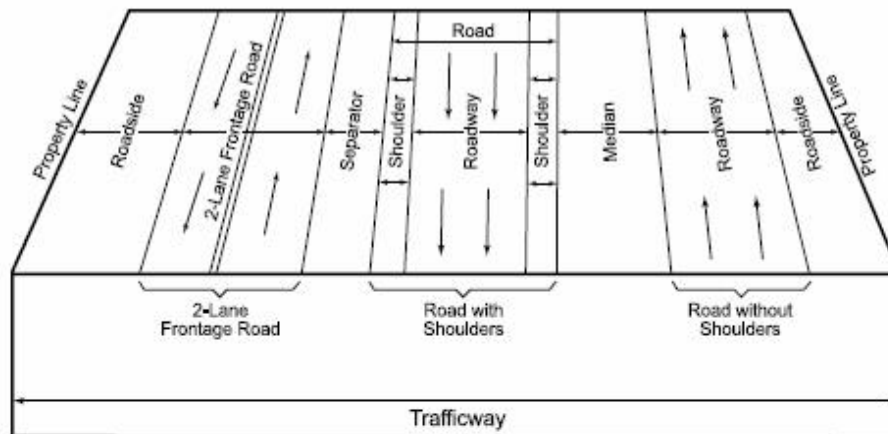 Road
Property Line
Roadside
2-Lane Frontage Road
Separator
Shoulder
Roadway
Shoulder
Median
Roadway
Roadside
Property Line
2-Lane
Frontage Road
Road with
Shoulders
Road without
Shoulders
Trafficway